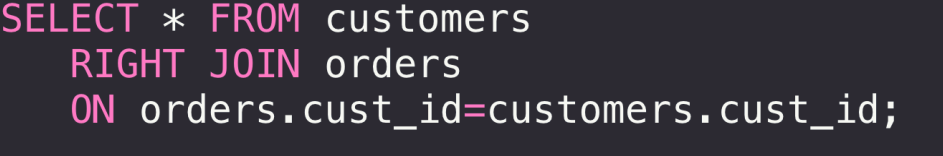 SELECT * FROM customers
RIGHT JOIN orders
ON orders.cust_id=customers.cust_id;